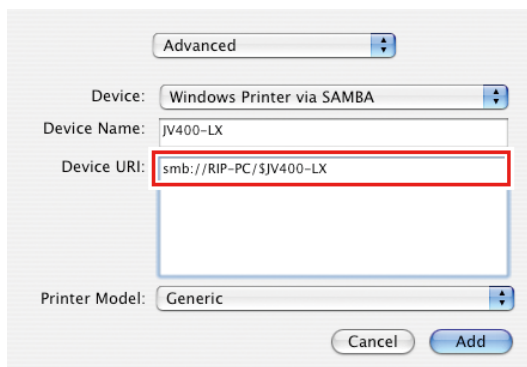 Advanced
Device: Windows Printer via SAMBA
Device Name: JV400-LX
Device URI: smb://RIP-PC/$JV400-LX
Printer Model: Generic
Cancel Add